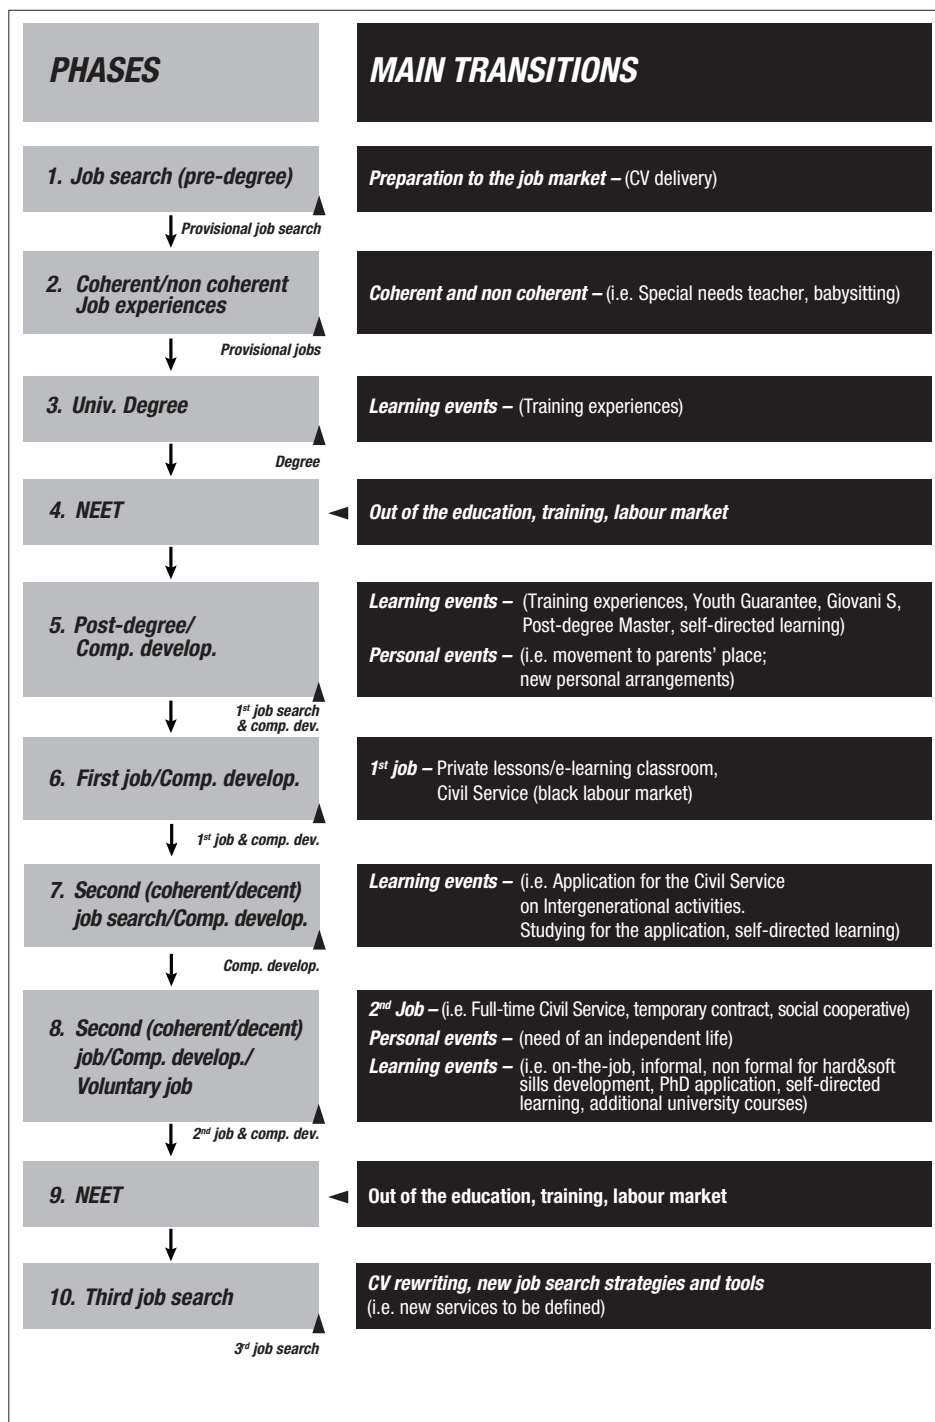 PHASES
MAIN TRANSITIONS
1. Job search (pre-degree)
Preparation to the job market – (CV delivery)
Provisional job search
2. Coherent/non coherent
Job experiences
Coherent and non coherent – (i.e. Special needs teacher, babysitting)
Provisional jobs
3. Univ. Degree
Learning events – (Training experiences)
Degree
4. NEET
Out of the education, training, labour market
5. Post-degree/
Comp. develop.
Learning events – (Training experiences, Youth Guarantee, Giovani S,
Post-degree Master, self-directed learning)
Personal events – (i.e. movement to parents’ place;
new personal arrangements)
1st job search
& comp. dev.
6. First job/Comp. develop.
1st job – Private lessons/e-learning classroom,
Civil Service (black labour market)
1st job & comp. dev.
7. Second (coherent/decent)
job search/Comp. develop.
Learning events – (i.e. Application for the Civil Service
on Intergenerational activities.
Studying for the application, self-directed learning)
Comp. develop.
8. Second (coherent/decent)
job/Comp. develop./
Voluntary job
2nd Job – (i.e. Full-time Civil Service, temporary contract, social cooperative)
Personal events – (need of an independent life)
Learning events – (i.e. on-the-job, informal, non formal for hard&soft
sills development, PhD application, self-directed
learning, additional university courses)
2nd job & comp. dev.
9. NEET
Out of the education, training, labour market
10. Third job search
CV rewriting, new job search strategies and tools
(i.e. new services to be defined)
3rd job search